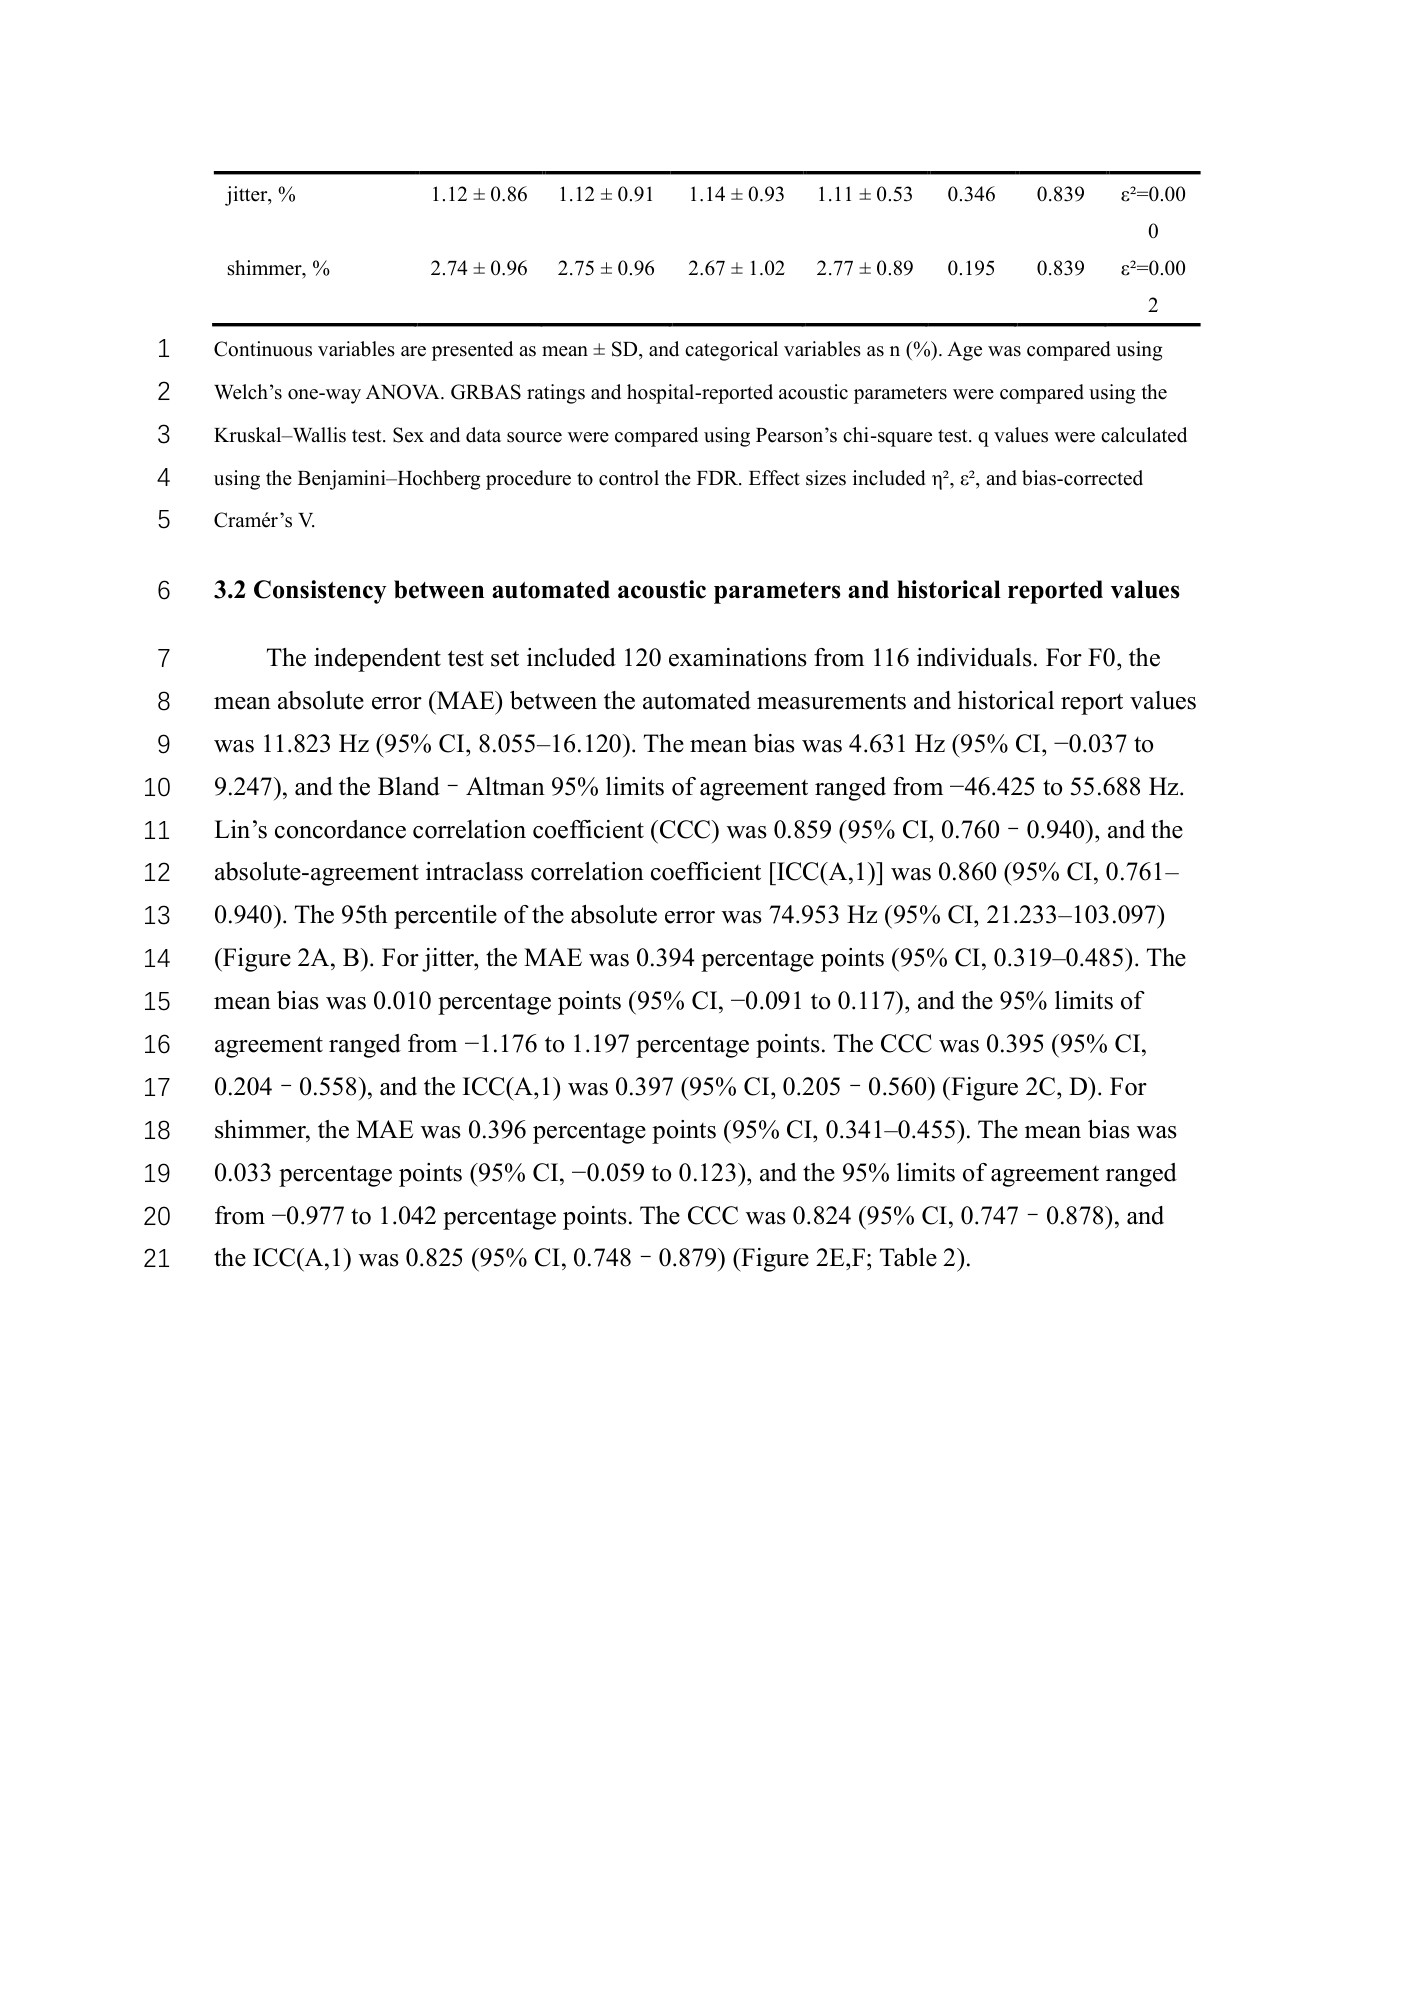 jitter, % 1.12 ± 0.86 1.12 ± 0.91 1.14 ± 0.93 1.11 ± 0.53 0.346 0.839 ε²=0.00
0
shimmer, % 2.74 ± 0.96 2.75 ± 0.96 2.67 ± 1.02 2.77 ± 0.89 0.195 0.839 ε²=0.00
2
1 Continuous variables are presented as mean ± SD, and categorical variables as n (%). Age was compared using
2 Welch’s one-way ANOVA. GRBAS ratings and hospital-reported acoustic parameters were compared using the
3 Kruskal–Wallis test. Sex and data source were compared using Pearson’s chi-square test. q values were calculated
4 using the Benjamini–Hochberg procedure to control the FDR. Effect sizes included η², ε², and bias-corrected
5 Cramér’s V.
6 3.2 Consistency between automated acoustic parameters and historical reported values
7 The independent test set included 120 examinations from 116 individuals. For F0, the
8 mean absolute error (MAE) between the automated measurements and historical report values
9 was 11.823 Hz (95% CI, 8.055–16.120). The mean bias was 4.631 Hz (95% CI, −0.037 to
10 9.247), and the Bland–Altman 95% limits of agreement ranged from −46.425 to 55.688 Hz.
11 Lin’s concordance correlation coefficient (CCC) was 0.859 (95% CI, 0.760–0.940), and the
12 absolute-agreement intraclass correlation coefficient [ICC(A,1)] was 0.860 (95% CI, 0.761–
13 0.940). The 95th percentile of the absolute error was 74.953 Hz (95% CI, 21.233–103.097)
14 (Figure 2A, B). For jitter, the MAE was 0.394 percentage points (95% CI, 0.319–0.485). The
15 mean bias was 0.010 percentage points (95% CI, −0.091 to 0.117), and the 95% limits of
16 agreement ranged from −1.176 to 1.197 percentage points. The CCC was 0.395 (95% CI,
17 0.204–0.558), and the ICC(A,1) was 0.397 (95% CI, 0.205–0.560) (Figure 2C, D). For
18 shimmer, the MAE was 0.396 percentage points (95% CI, 0.341–0.455). The mean bias was
19 0.033 percentage points (95% CI, −0.059 to 0.123), and the 95% limits of agreement ranged
20 from −0.977 to 1.042 percentage points. The CCC was 0.824 (95% CI, 0.747–0.878), and
21 the ICC(A,1) was 0.825 (95% CI, 0.748–0.879) (Figure 2E,F; Table 2).